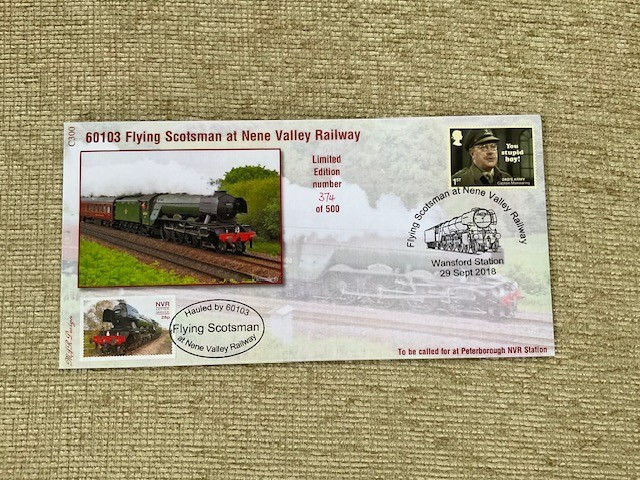 C300
60103 Flying Scotsman at Nene Valley Railway
Limited
Edition
number
374
of 500
1ST
You
stupid
boy!
DAD'S ARMY
Captain Mainwaring
Flying Scotsman at Nene Valley Railway
Wansford Station
29 Sept 2018
NVR
Hauled by 60103
Flying Scotsman
at Nene Valley Railway
To be called for at Peterborough NVR Station